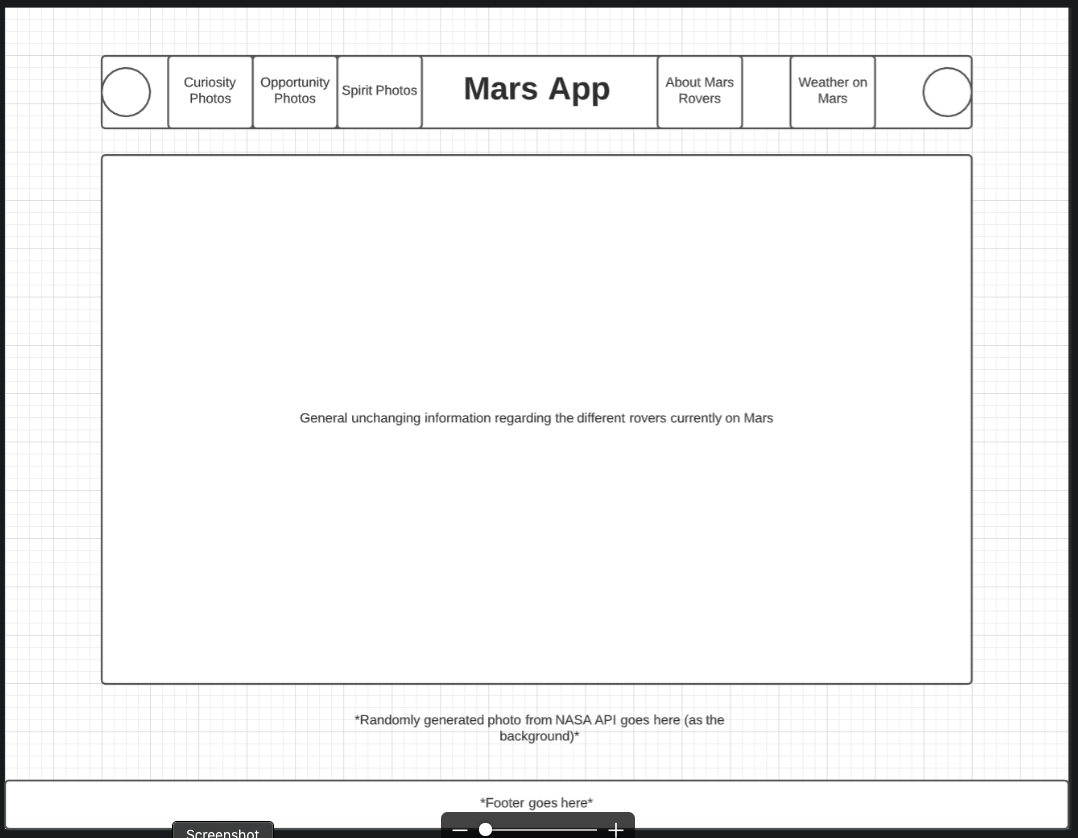 Curiosity
Photos
Opportunity
Photos
Spirit Photos
Mars App
About Mars
Rovers
Weather on
Mars
General unchanging information regarding the different rovers currently on Mars
*Randomly generated photo from NASA API goes here (as the
background)*
*Footer goes here*
Screenshot